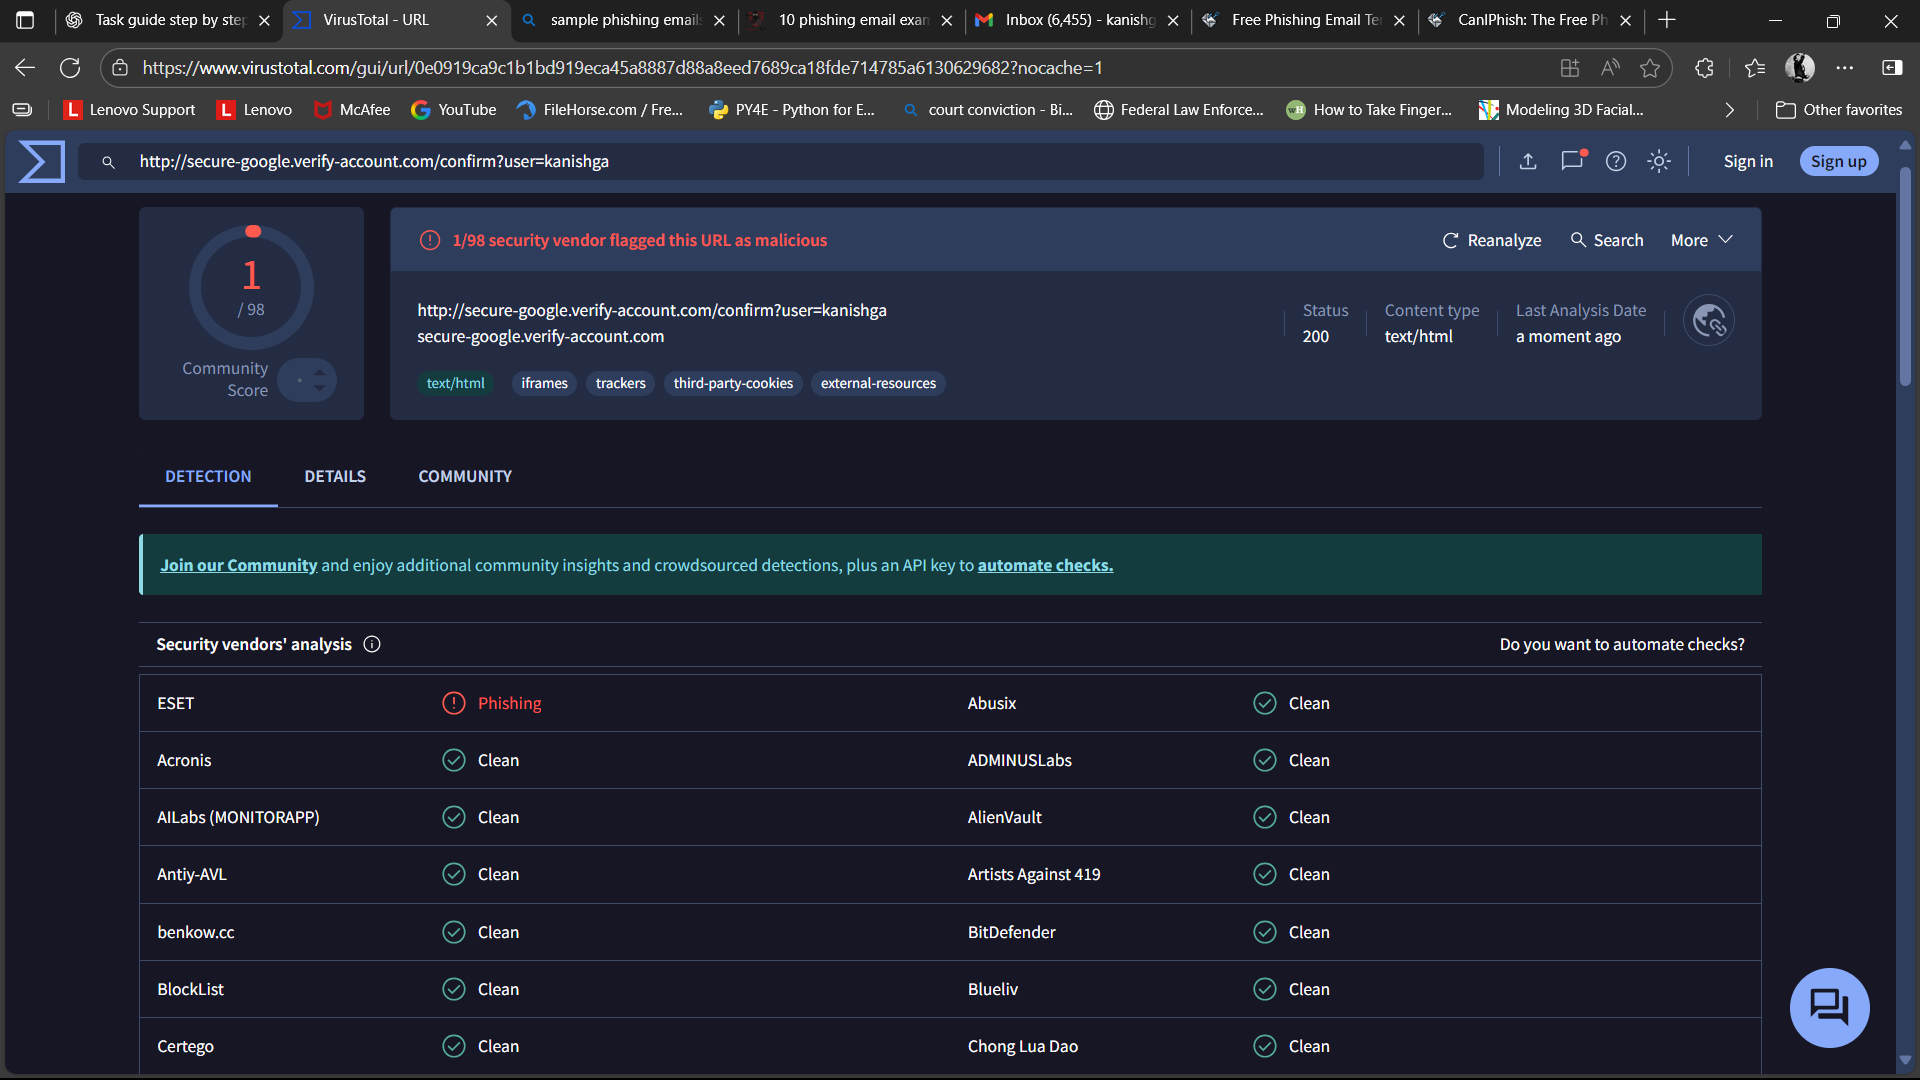 Task guide step by step
VirusTotal - URL
sample phishing emails
10 phishing email exan
Inbox (6,455) - kanishg
Free Phishing Email Te
CanIPhish: The Free Ph
https://www.virustotal.com/gui/url/0e0919ca9c1b1bd919eca45a8887d88a8eed7689ca18fde714785a6130629682?nocache=1
Lenovo Support
Lenovo
McAfee
YouTube
FileHorse.com / Fre...
PY4E - Python for E...
court conviction - Bi...
Federal Law Enforce...
How to Take Finger...
Modeling 3D Facial...
Other favorites
http://secure-google.verify-account.com/confirm?user=kanishga
Sign in
Sign up
1
/ 98
Community
Score
1/98 security vendor flagged this URL as malicious
Reanalyze
Search
More
http://secure-google.verify-account.com/confirm?user=kanishga
secure-google.verify-account.com
Status
200
Content type
text/html
Last Analysis Date
a moment ago
text/html
iframes
trackers
third-party-cookies
external-resources
DETECTION
DETAILS
COMMUNITY
Join our Community and enjoy additional community insights and crowdsourced detections, plus an API key to automate checks.
Security vendors' analysis
Do you want to automate checks?
ESET
Phishing
Abusix
Clean
Acronis
Clean
ADMINUSLabs
Clean
AILabs (MONITORAPP)
Clean
AlienVault
Clean
Antiy-AVL
Clean
Artists Against 419
Clean
benkow.cc
Clean
BitDefender
Clean
BlockList
Clean
Blueliv
Clean
Certego
Clean
Chong Lua Dao
Clean